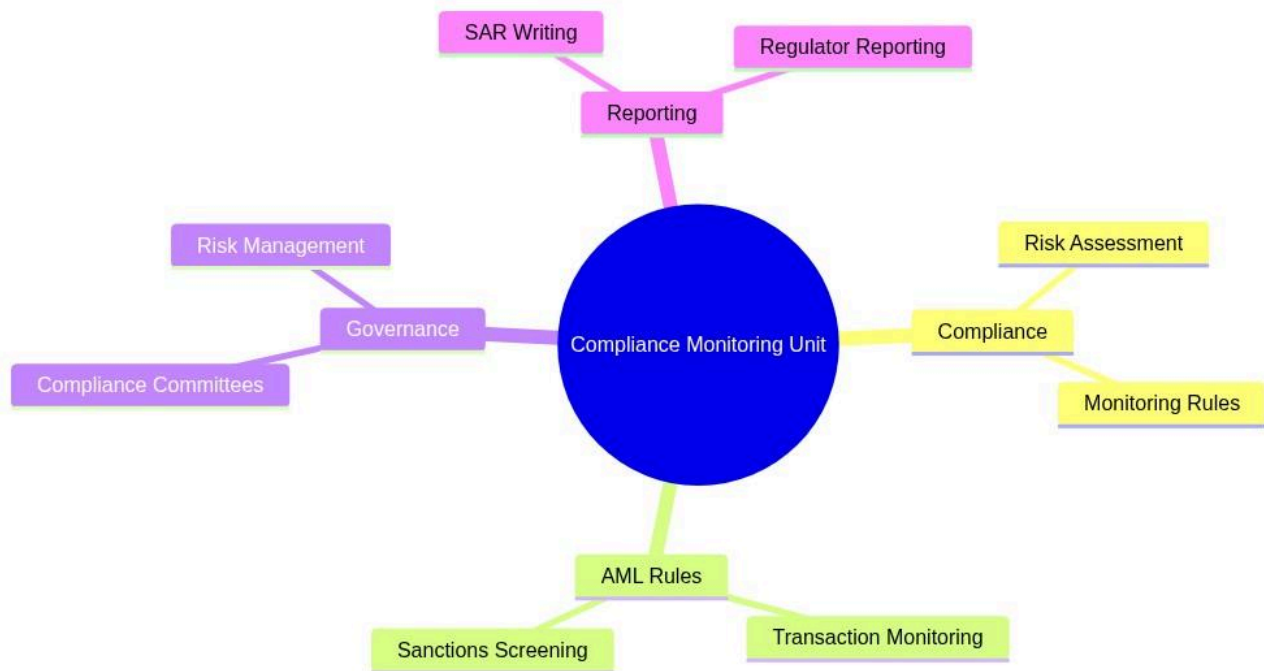 SAR Writing
Regulator Reporting
Reporting
Risk Management
Risk Assessment
Governance
Compliance Monitoring Unit
Compliance
Compliance Committees
Monitoring Rules
AML Rules
Sanctions Screening
Transaction Monitoring